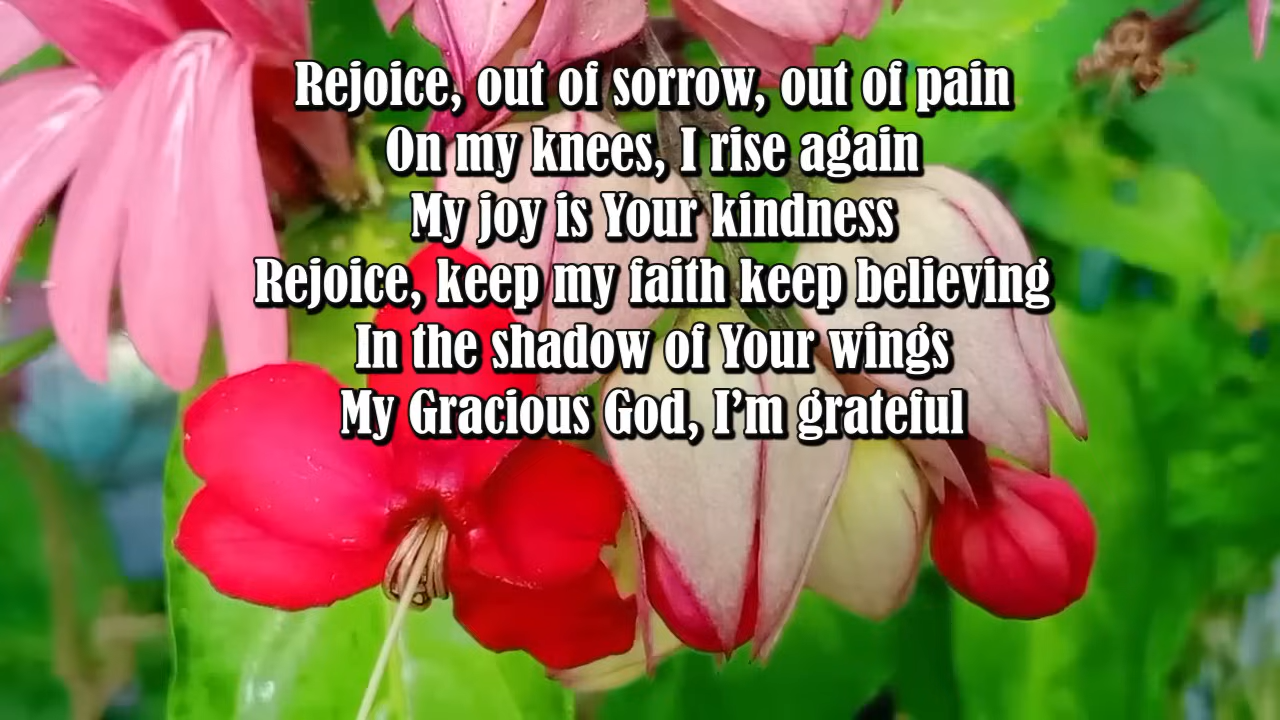 Rejoice, out of sorrow, out of pain
On my knees, I rise again
My joy is Your kindness
Rejoice, keep my faith keep believing
In the shadow of Your wings
My Gracious God, I’m grateful